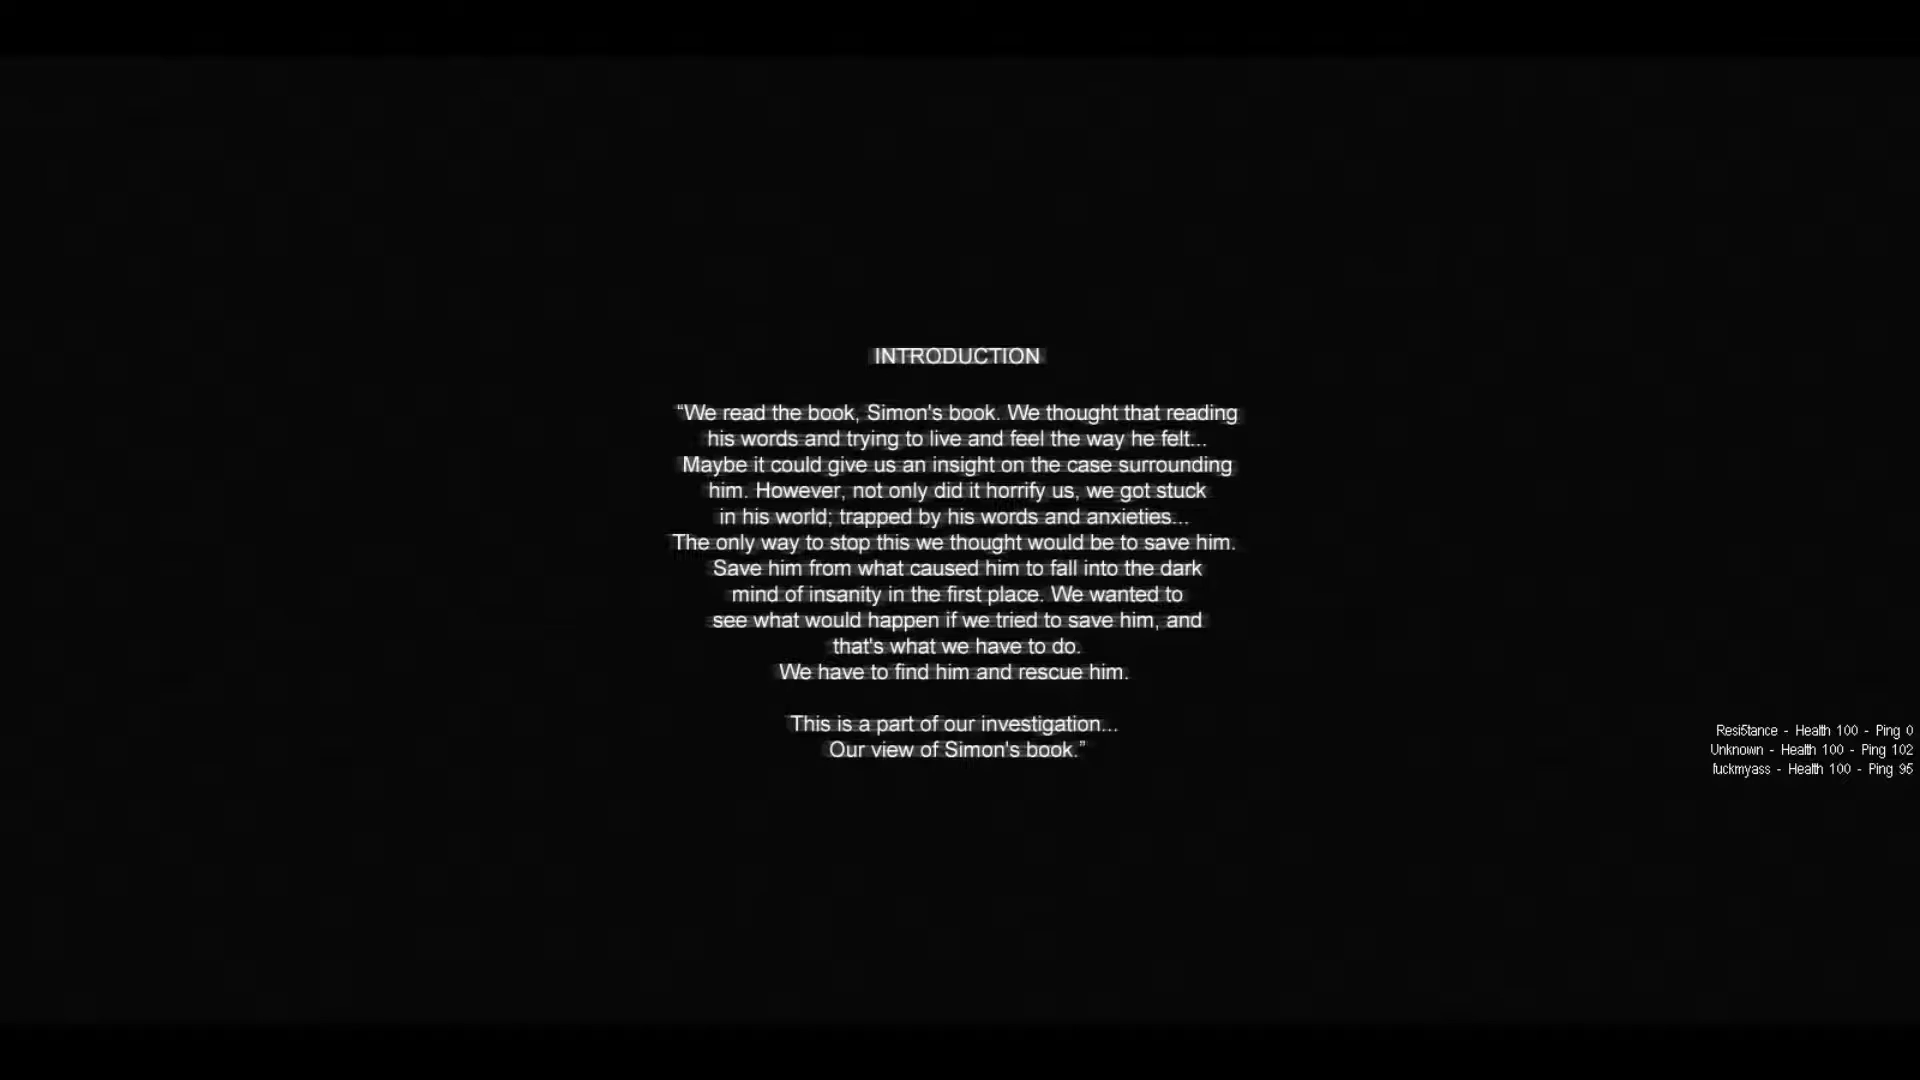 INTRODUCTION
“We read the book, Simon's book. We thought that reading
his words and trying to live and feel the way he felt...
Maybe it could give us an insight on the case surrounding
him. However, not only did it horrify us, we got stuck
in his world; trapped by his words and anxieties...
The only way to stop this we thought would be to save him.
Save him from what caused him to fall into the dark
mind of insanity in the first place. We wanted to
see what would happen if we tried to save him, and
that's what we have to do.
We have to find him and rescue him.
This is a part of our investigation...
Our view of Simon's book.”
Resi5tance - Health 100 - Ping 0
Unknown - Health 100 - Ping 102
fuckmyass - Health 100 - Ping 95